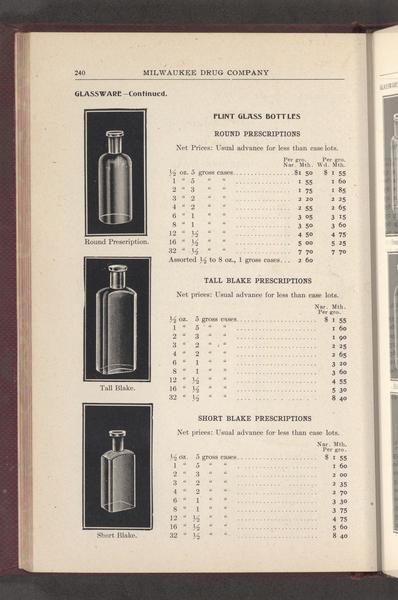 240 MILWAUKEE DRUG COMPANY
GLASSWARE—Continued.
FLINT GLASS BOTTLES
ROUND PRESCRIPTIONS
Net Prices: Usual advance for less than case lots.
Per gro. Per gro.
Nar. Mth. Wd. Mth.
½ oz. 5 gross cases $1 50 $ 1 55
1 " 5 " " 1 55 1 60
2 " 3 " " 1 75 1 85
3 " 2 " " 2 20 2 25
4 " 2 " " 2 55 2 65
6 " 1 " " 3 05 3 15
8 " 1 " " 3 50 3 60
12 " ½ " " 4 50 4 75
16 " ½ " " 5 00 5 25
32 " ½ " " 7 70 7 70
Assorted ½ to 8 oz., 1 gross cases... 2 60
Round Prescription.
TALL BLAKE PRESCRIPTIONS
Net prices: Usual advance for less than case lots.
Nar. Mth.
Per gro.
½ oz. 5 gross cases $ 1 55
1 " 5 " " 1 60
2 " 3 " " 1 90
3 " 2 " " 2 25
4 " 2 " " 2 65
6 " 1 " " 3 20
8 " 1 " " 3 60
12 " ½ " " 4 55
16 " ½ " " 5 30
32 " ½ " " 8 40
Tall Blake.
SHORT BLAKE PRESCRIPTIONS
Net prices: Usual advance for less than case lots.
Nar. Mth.
Per gro.
½ oz. 5 gross cases $ 1 55
1 " 5 " " 1 60
2 " 3 " " 2 00
3 " 2 " " 2 35
4 " 2 " " 2 70
6 " 1 " " 3 30
8 " 1 " " 3 75
12 " ½ " " 4 75
16 " ½ " " 5 60
32 " ½ " " 8 40
Short Blake.